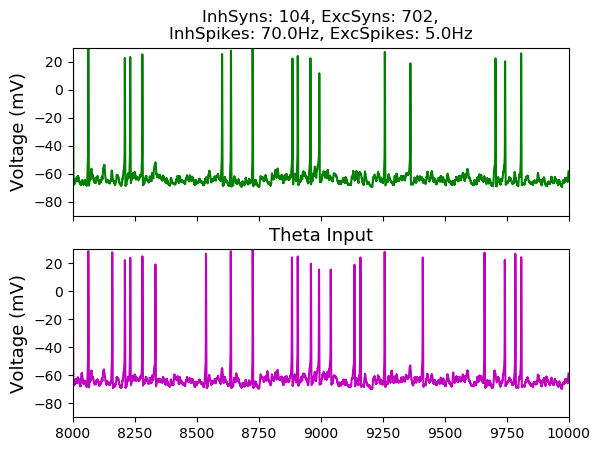 InhSyns: 104, ExcSyns: 702,
InhSpikes: 70.0Hz, ExcSpikes: 5.0Hz
Voltage (mV)
20
0
−20
−40
−60
−80
Theta Input
Voltage (mV)
20
0
−20
−40
−60
−80
8000 8250 8500 8750 9000 9250 9500 9750 10000